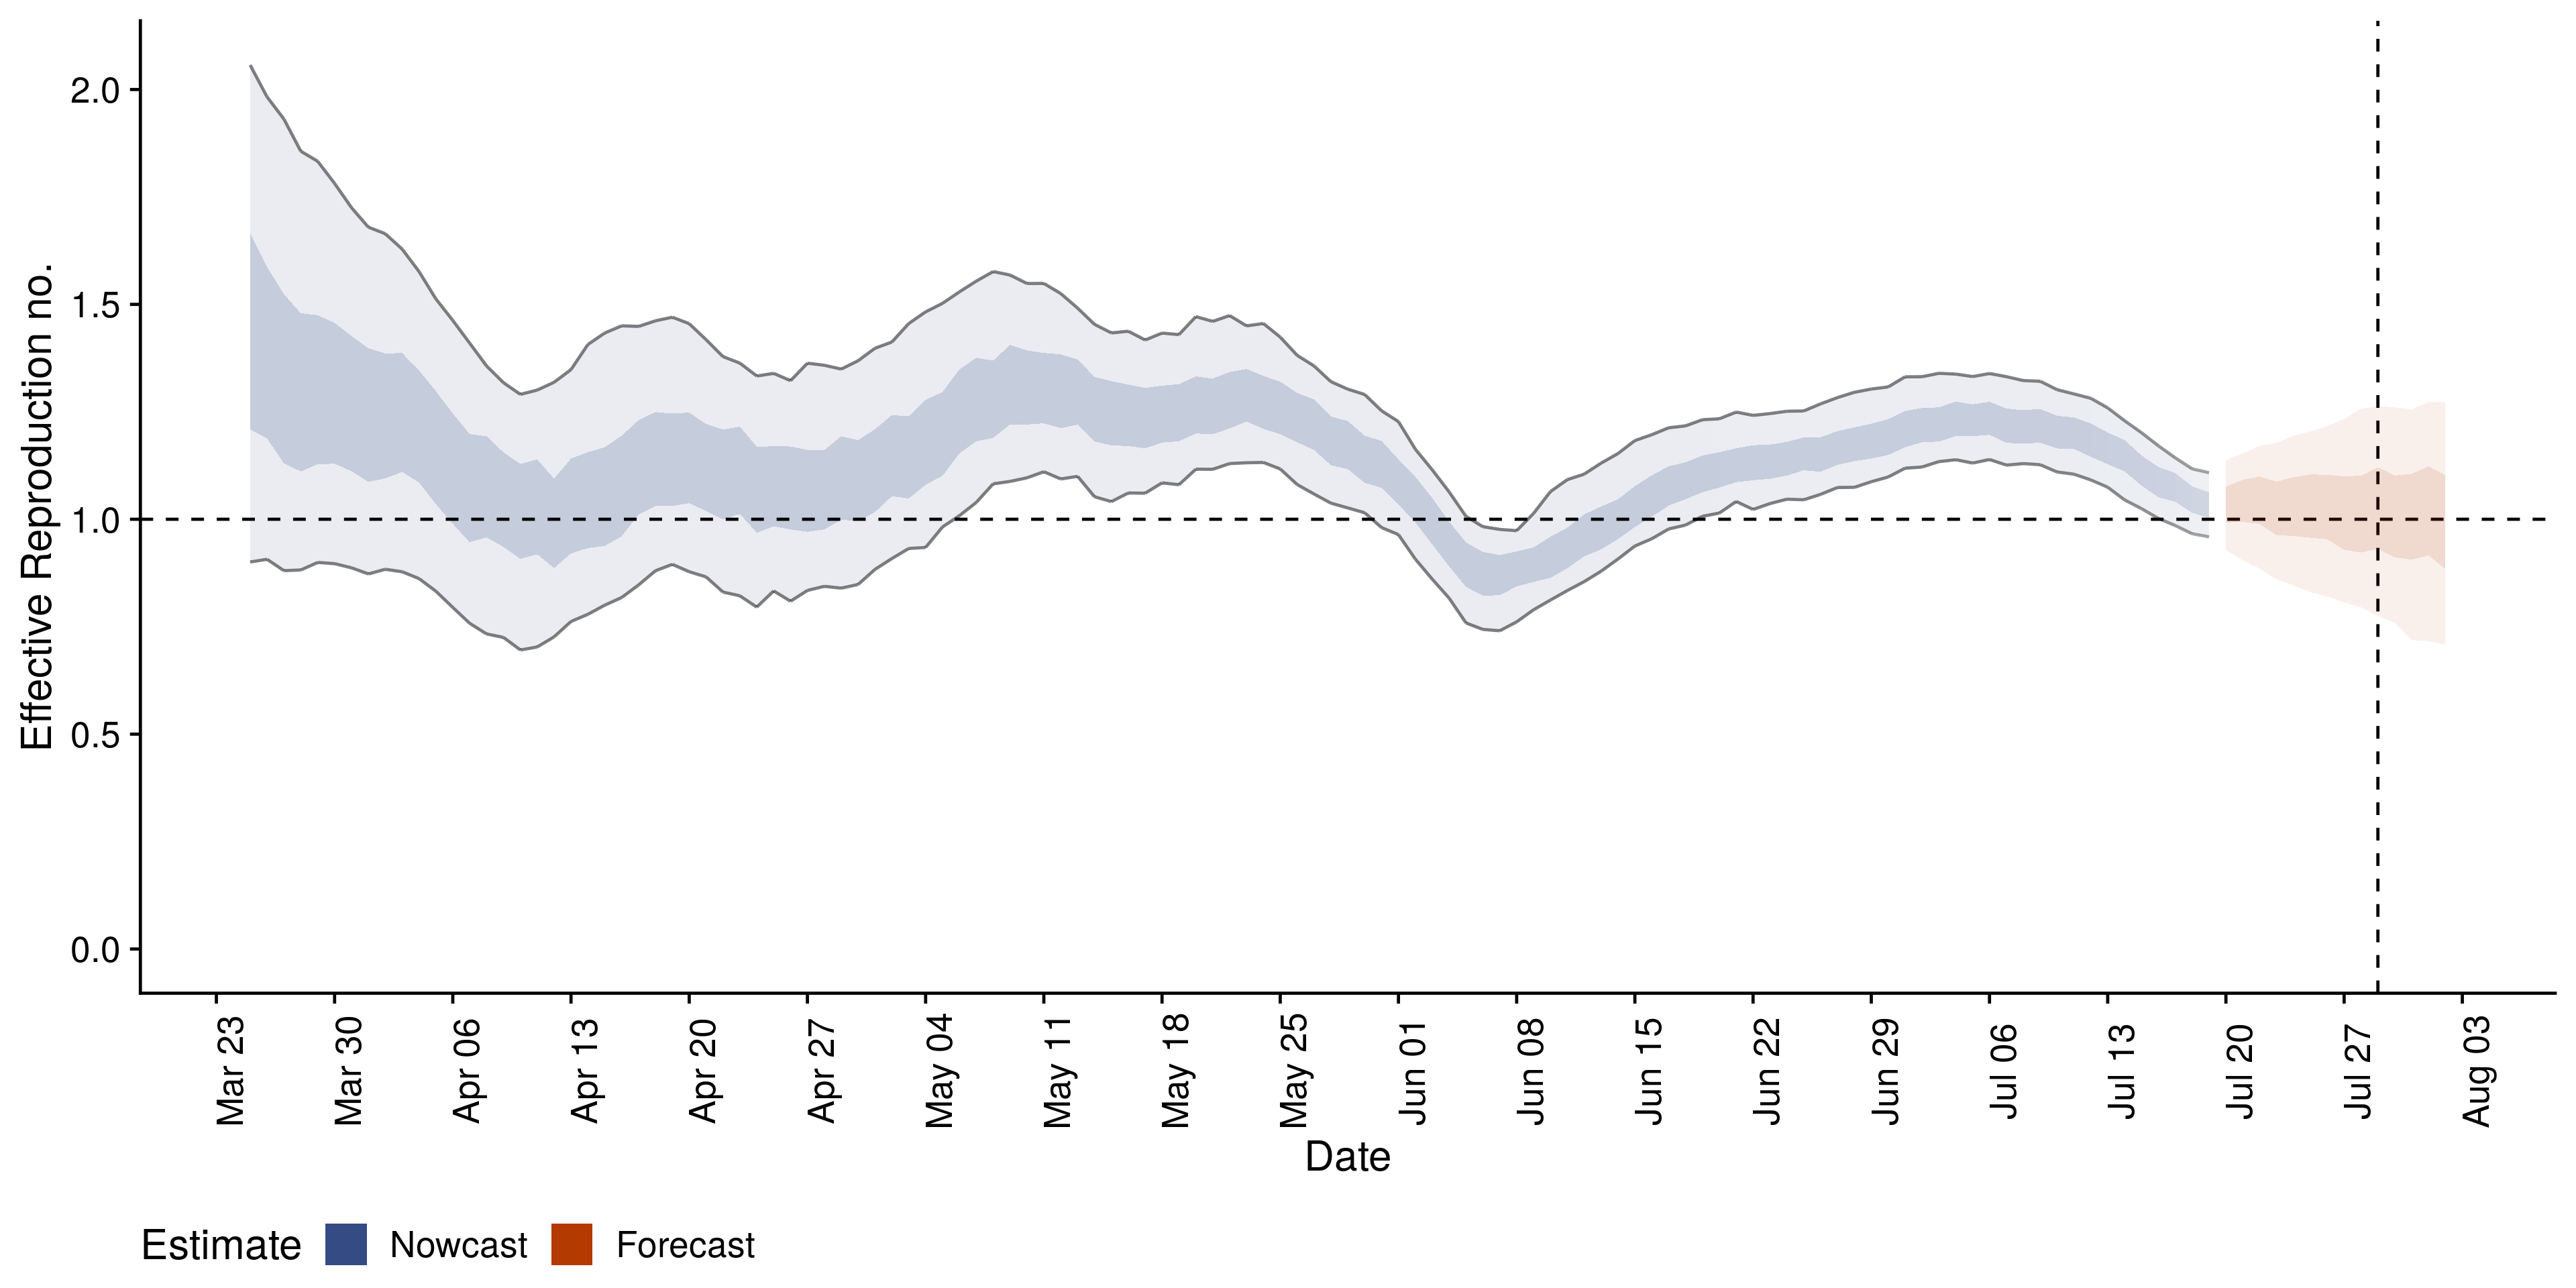 Effective Reproduction no.
2.0
1.5
1.0
0.5
0.0
Mar 23
Mar 30
Apr 06
Apr 13
Apr 20
Apr 27
May 04
May 11
May 18
May 25
Jun 01
Jun 08
Jun 15
Jun 22
Jun 29
Jul 06
Jul 13
Jul 20
Jul 27
Aug 03
Date
Estimate Nowcast Forecast